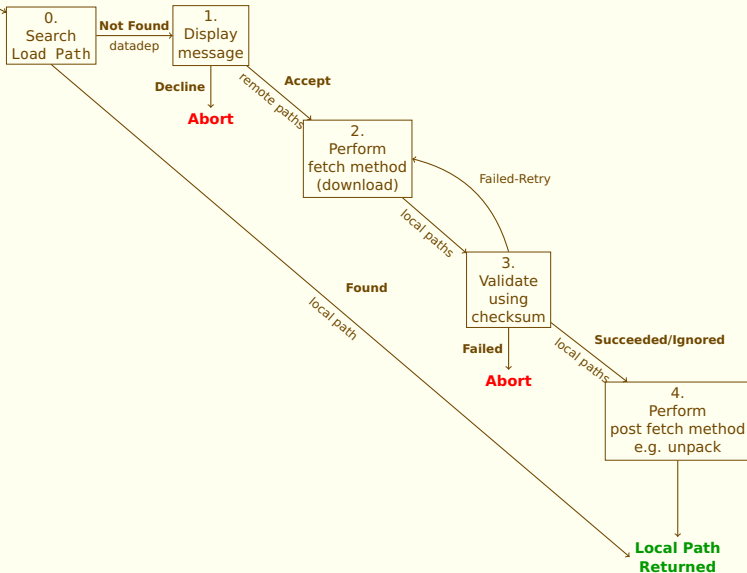 0.
Search
Load Path
Not Found
datadep
1.
Display
message
Decline
Abort
Accept
remote paths
2.
Perform
fetch method
(download)
Failed-Retry
local paths
3.
Validate
using
checksum
Found
local path
Failed
Abort
Succeeded/Ignored
local paths
4.
Perform
post fetch method
e.g. unpack
Local Path
Returned